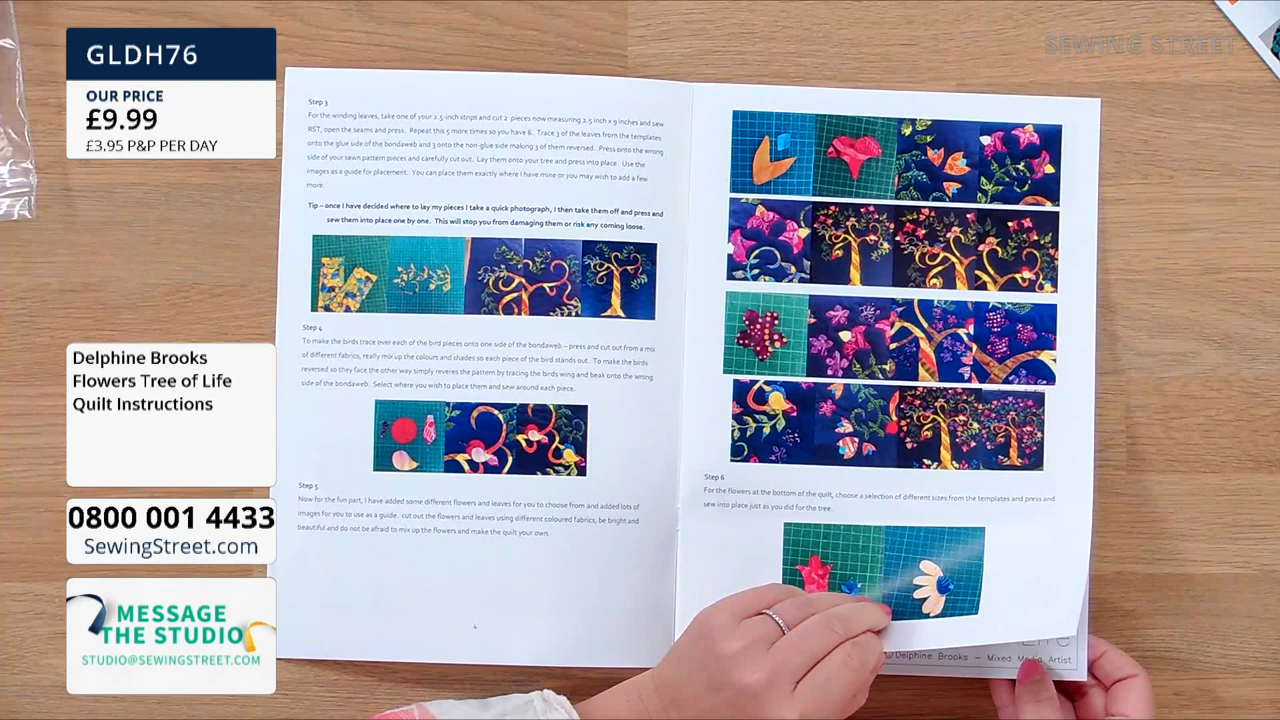 GLDH76
OUR PRICE
£9.99
£3.95 P&P PER DAY
Delphine Brooks
Flowers Tree of Life
Quilt Instructions
0800 001 4433
SewingStreet.com
MESSAGE
THE STUDIO
STUDIO@SEWINGSTREET.COM
SEWING STREET
Step 3
For the winding leaves, take one of your 2.5-inch strips and cut 2 pieces now measuring 2.5 inch x 9 inches and sew
RST, open the seams and press. Repeat this 5 more times so you have 6. Trace 3 of the leaves from the templates
onto the glue side of the bondaweb and 3 onto the non-glue side making 3 of them reversed. Press onto the wrong
side of your sewn pattern pieces and carefully cut out. Lay them onto your tree and press into place. Use the
images as a guide for placement. You can place them exactly where I have mine or you may wish to add a few
more.
Tip – once I have decided where to lay my pieces I take a quick photograph, I then take them off and press and
sew them into place one by one. This will stop you from damaging them or risk any coming loose.
Step 4
To make the birds trace over each of the bird pieces onto one side of the bondaweb – press and cut out from a mix
of different fabrics, really mix up the colours and shades so each piece of the bird stands out. To make the birds
reversed so they face the other way simply reveres the pattern by tracing the birds wing and beak onto the wrong
side of the bondaweb. Select where you wish to place them and sew around each piece.
Step 5
Now for the fun part, I have added some different flowers and leaves for you to choose from and added lots of
images for you to use as a guide. cut out the flowers and leaves using different coloured fabrics, be bright and
beautiful and do not be afraid to mix up the flowers and make the quilt your own.
4
Step 6
For the flowers at the bottom of the quilt, choose a selection of different sizes from the templates and press and
sew into place just as you did for the tree.
Delphine Brooks – Mixed Media Artist